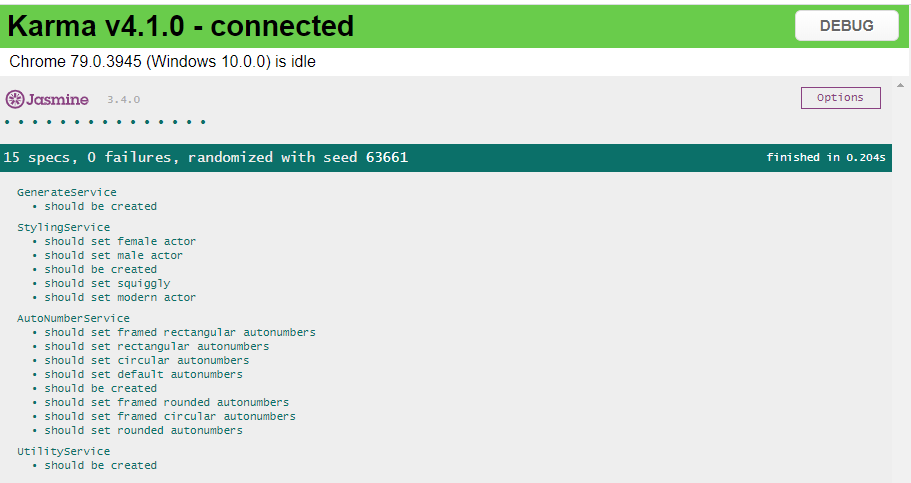 Karma v4.1.0 - connected
DEBUG
Chrome 79.0.3945 (Windows 10.0.0) is idle
Jasmine 3.4.0
Options
• • • • • • • • • • • • • • •
15 specs, 0 failures, randomized with seed 63661
finished in 0.204s
GenerateService
• should be created
StylingService
• should set female actor
• should set male actor
• should be created
• should set squiggly
• should set modern actor
AutoNumberService
• should set framed rectangular autonumbers
• should set rectangular autonumbers
• should set circular autonumbers
• should set default autonumbers
• should be created
• should set framed rounded autonumbers
• should set framed circular autonumbers
• should set rounded autonumbers
UtilityService
• should be created